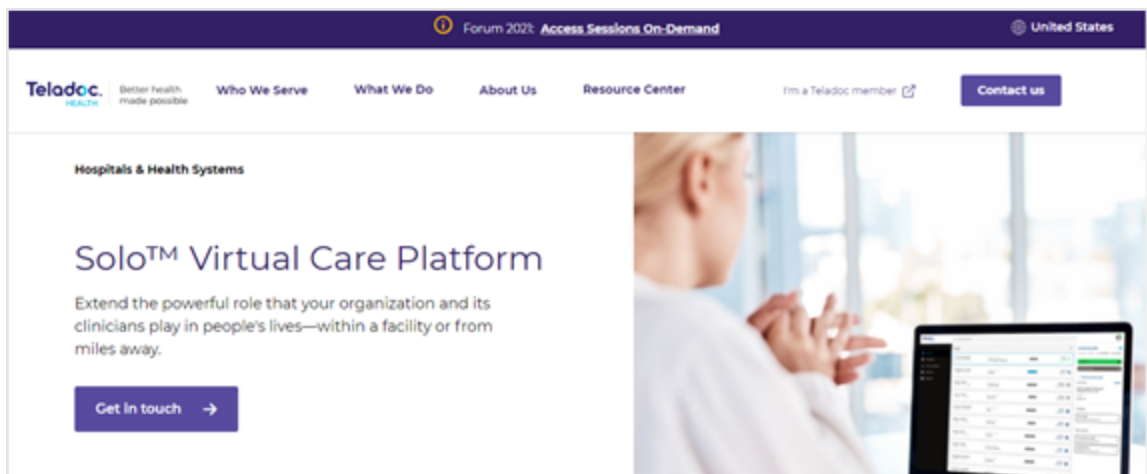 Forum 2021: Access Sessions On-Demand
United States
Teladoc.
HEALTH
Better health
made possible
Who We Serve
What We Do
About Us
Resource Center
I'm a Teladoc member
Contact us
Hospitals & Health Systems
Solo™ Virtual Care Platform
Extend the powerful role that your organization and its
clinicians play in people's lives—within a facility or from
miles away.
Get in touch →